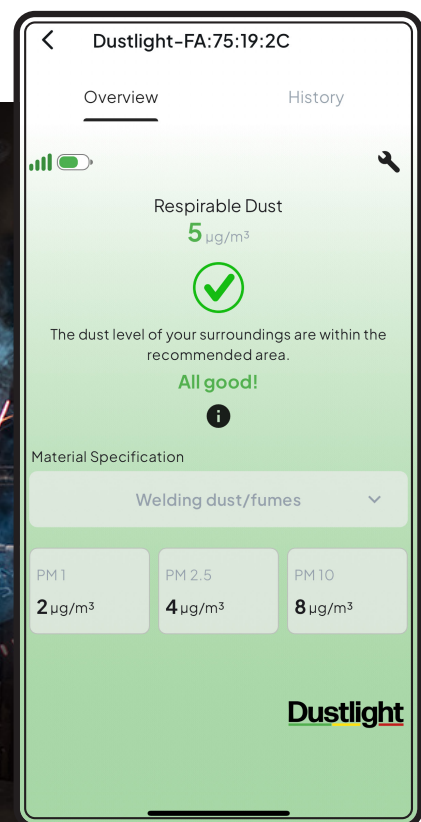 Dustlight-FA:75:19:2C
Overview History
Respirable Dust
5 µg/m³
The dust level of your surroundings are within the
recommended area.
All good!
Material Specification
Welding dust/fumes
PM 1 PM 2.5 PM 10
2 µg/m³ 4 µg/m³ 8 µg/m³
Dustlight